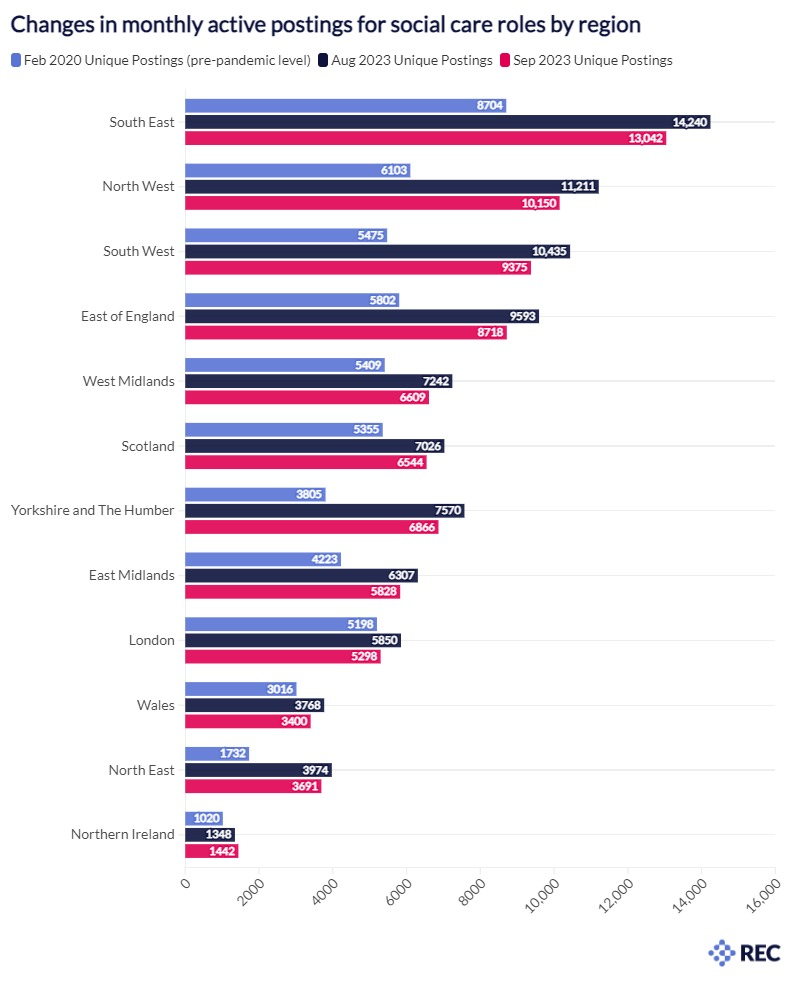 Changes in monthly active postings for social care roles by region
Feb 2020 Unique Postings (pre-pandemic level) Aug 2023 Unique Postings Sep 2023 Unique Postings
8704
South East 14,240
13,042
6103
North West 11,211
10,150
5475
South West 10,435
9375
5802
East of England 9593
8718
5409
West Midlands 7242
6609
5355
Scotland 7026
6544
3805
Yorkshire and The Humber 7570
6866
4223
East Midlands 6307
5828
5198
London 5850
5298
3016
Wales 3768
3400
1732
North East 3974
3691
1020
Northern Ireland 1348
1442
0 2000 4000 6000 8000 10,000 12,000 14,000 16,000
REC